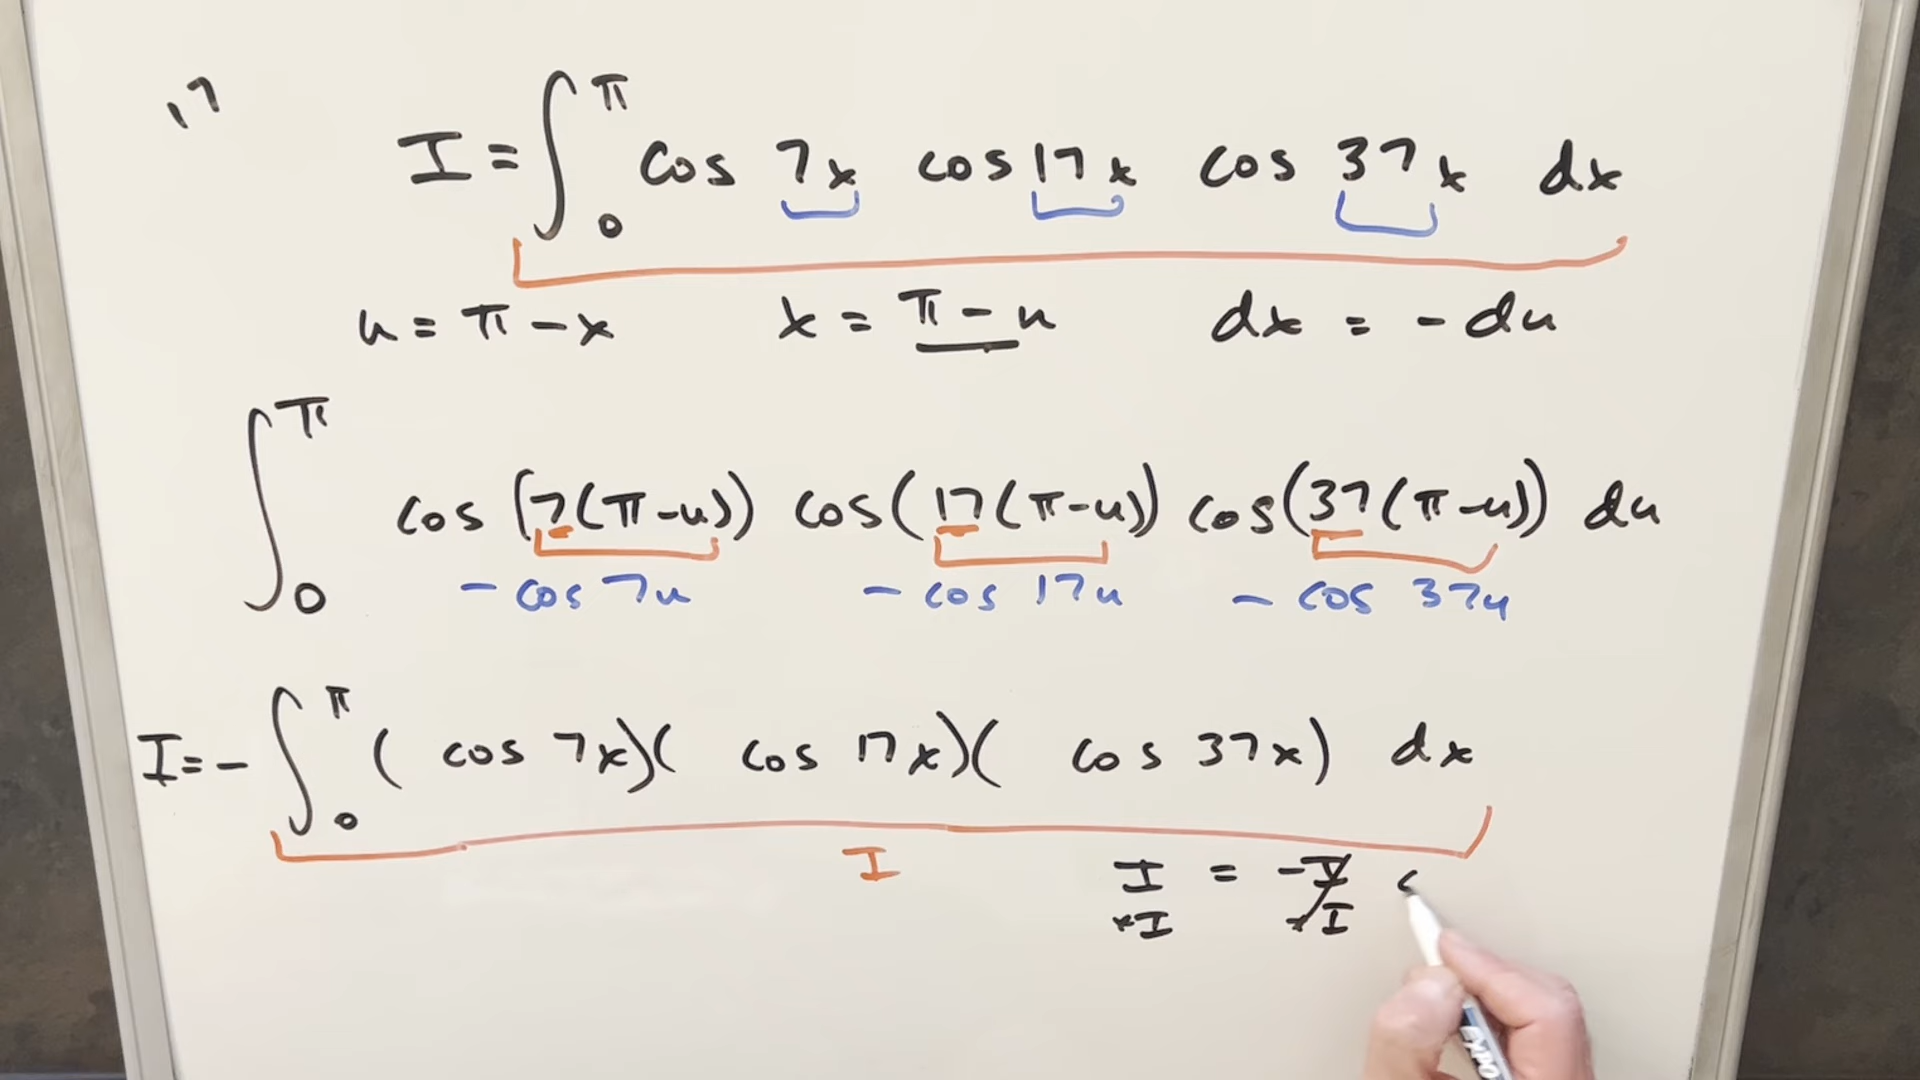 17
I = ∫₀^π cos 7x cos 17x cos 37x dx
u = π - x x = π - u dx = - du
∫₀^π cos (7(π-u)) cos(17(π-u)) cos(37(π-u)) du
- cos 7u - cos 17u - cos 37u
I = - ∫₀^π ( cos 7x)( cos 17x)( cos 37x) dx
I
I = -I
+I +I
EXPO